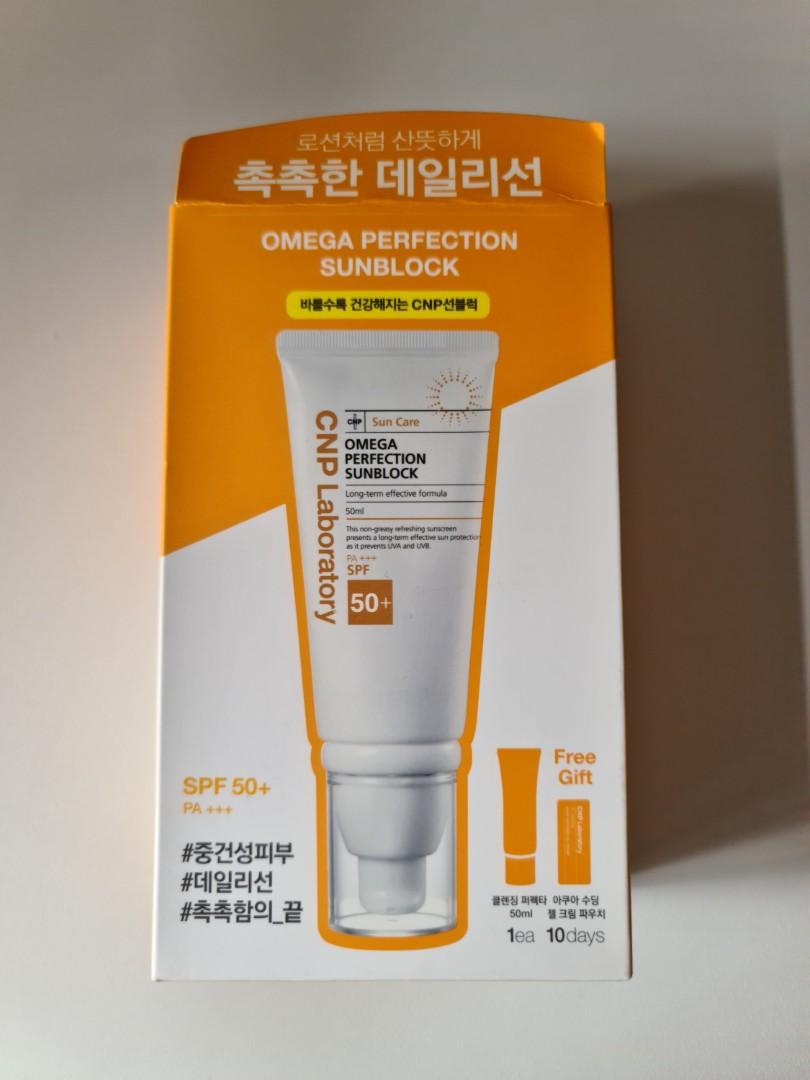 로션처럼 산뜻하게
촉촉한 데일리선
OMEGA PERFECTION
SUNBLOCK
바를수록 건강해지는 CNP선블럭
CNP Laboratory
CNP Sun Care
OMEGA
PERFECTION
SUNBLOCK
Long-term effective formula
50ml
This non-greasy refreshing sunscreen
presents a long-term effective sun protection
as it prevents UVA and UVB.
PA +++
SPF
50+
SPF 50+
PA +++
#중건성피부
#데일리선
#촉촉함의_끝
Free
Gift
CNP Laboratory
클렌징 퍼펙타
50ml
1ea
아쿠아 수딩
젤 크림 파우치
10days